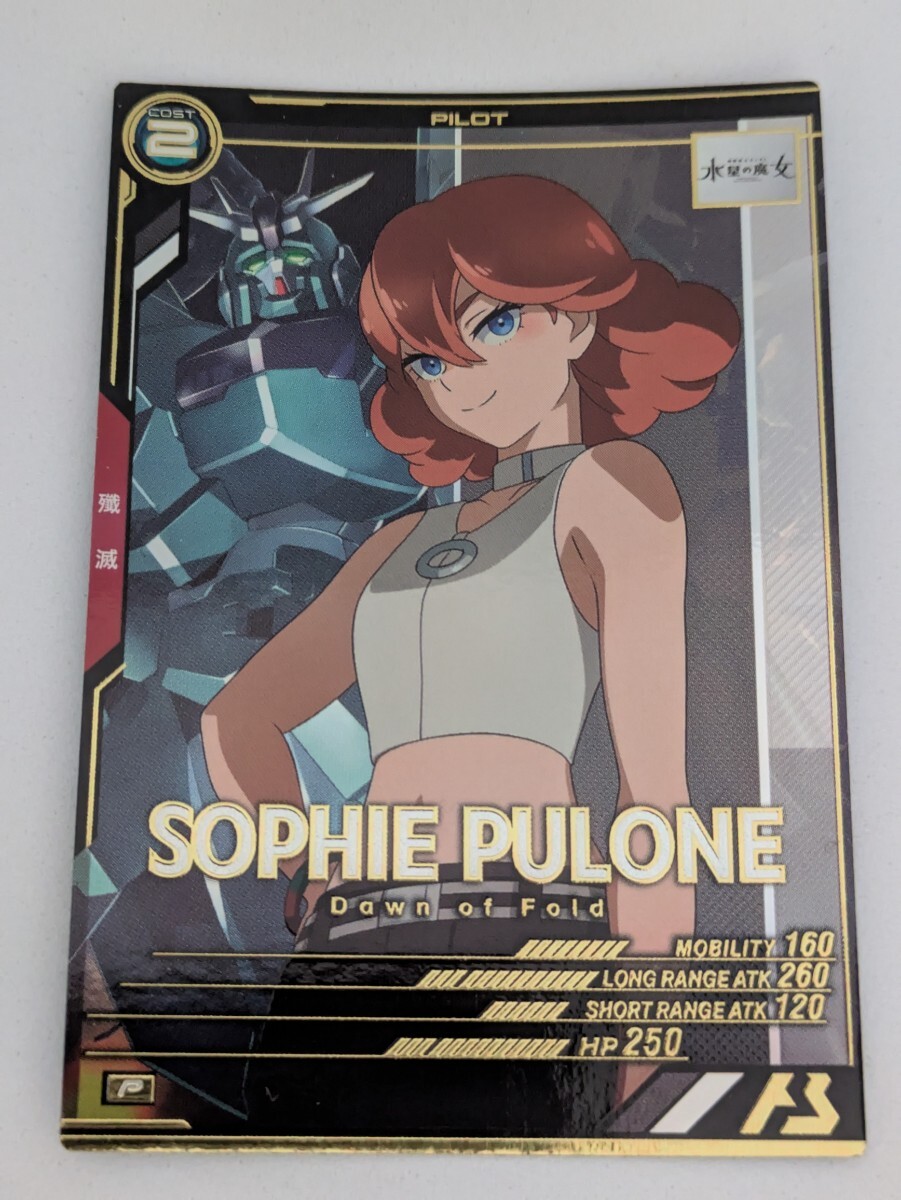 COST
2
PILOT
水星の魔女
殲滅
SOPHIE PULONE
Dawn of Fold
MOBILITY 160
LONG RANGE ATK 260
SHORT RANGE ATK 120
HP 250
P